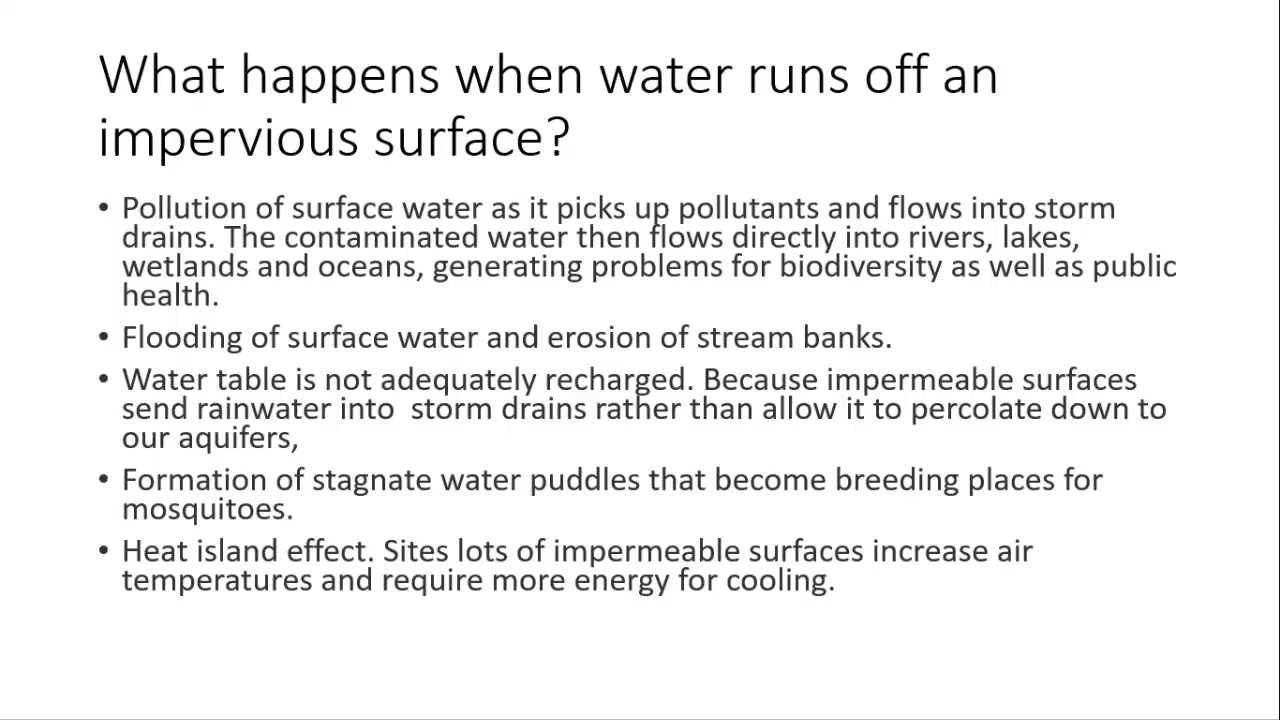 What happens when water runs off an
impervious surface?
• Pollution of surface water as it picks up pollutants and flows into storm
drains. The contaminated water then flows directly into rivers, lakes,
wetlands and oceans, generating problems for biodiversity as well as public
health.
• Flooding of surface water and erosion of stream banks.
• Water table is not adequately recharged. Because impermeable surfaces
send rainwater into  storm drains rather than allow it to percolate down to
our aquifers,
• Formation of stagnate water puddles that become breeding places for
mosquitoes.
• Heat island effect. Sites lots of impermeable surfaces increase air
temperatures and require more energy for cooling.